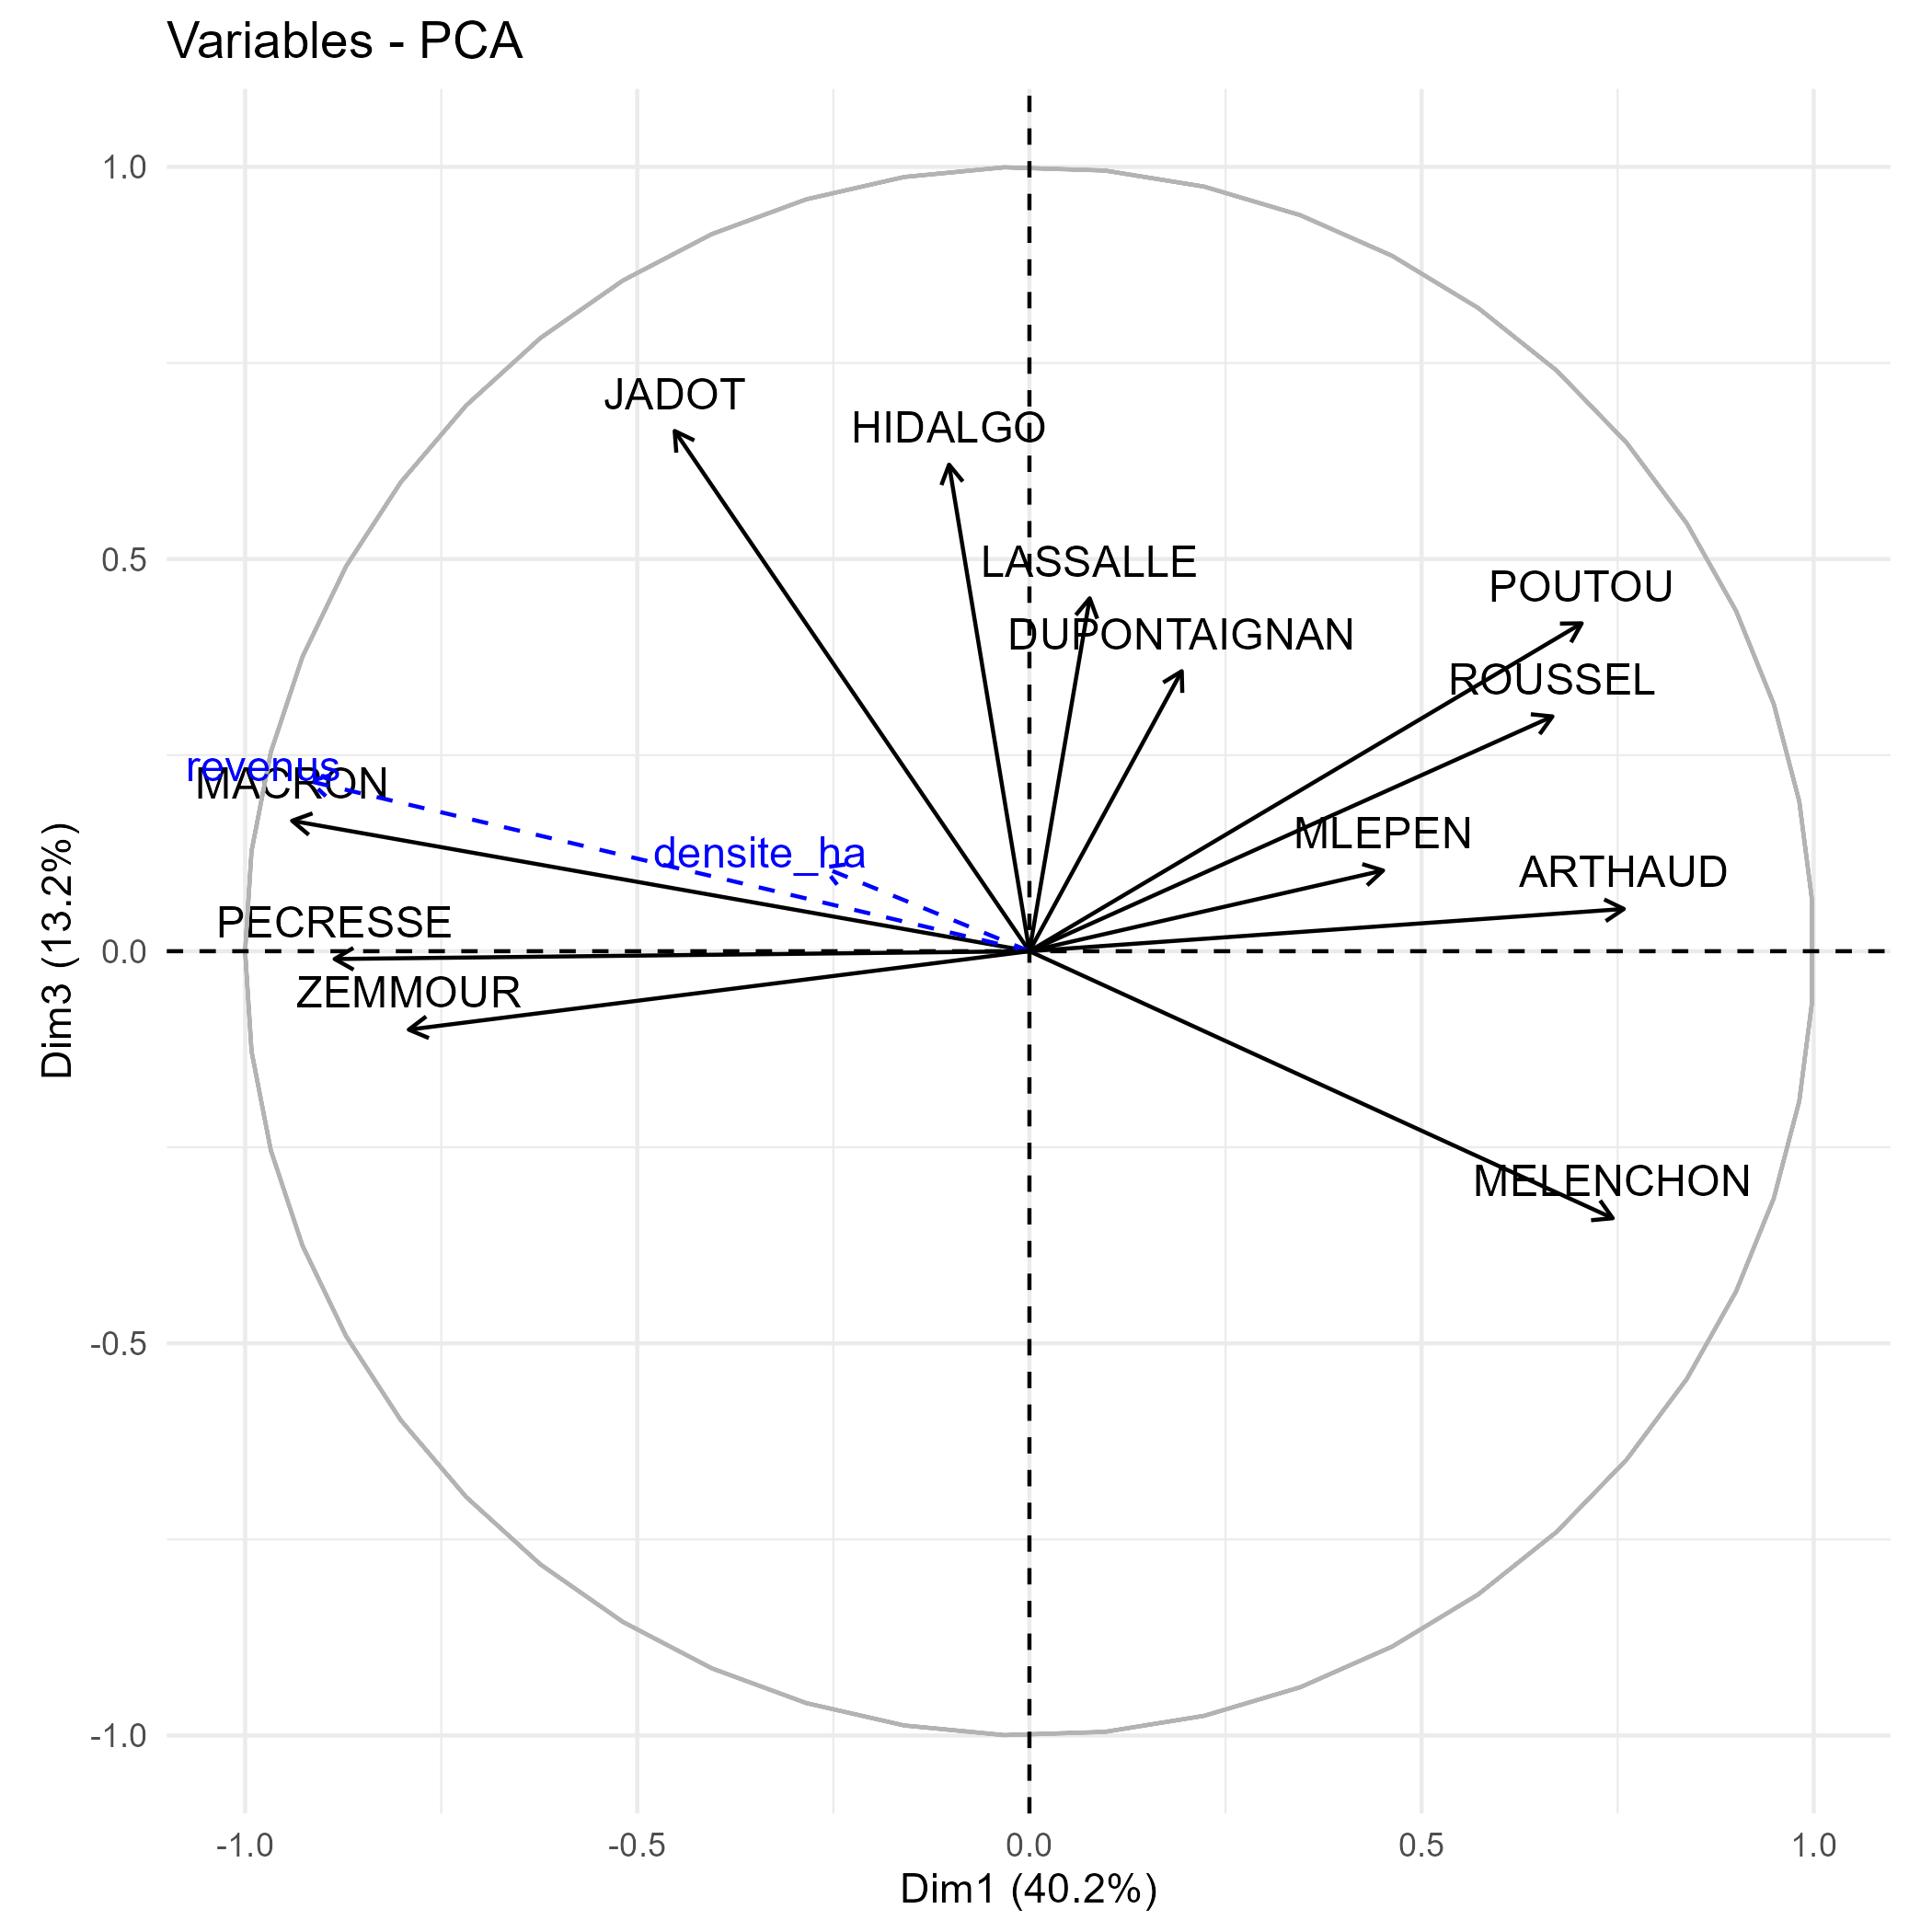 Variables - PCA
1.0
JADOT
HIDALGO
LASSALLE
0.5
POUTOU
DUPONTAIGNAN
ROUSSEL
revenus
MACRON
MLEPEN
densite_ha
ARTHAUD
PECRESSE
0.0
ZEMMOUR
Dim3 (13.2%)
MELENCHON
-0.5
-1.0
-1.0 -0.5 0.0 0.5 1.0
Dim1 (40.2%)